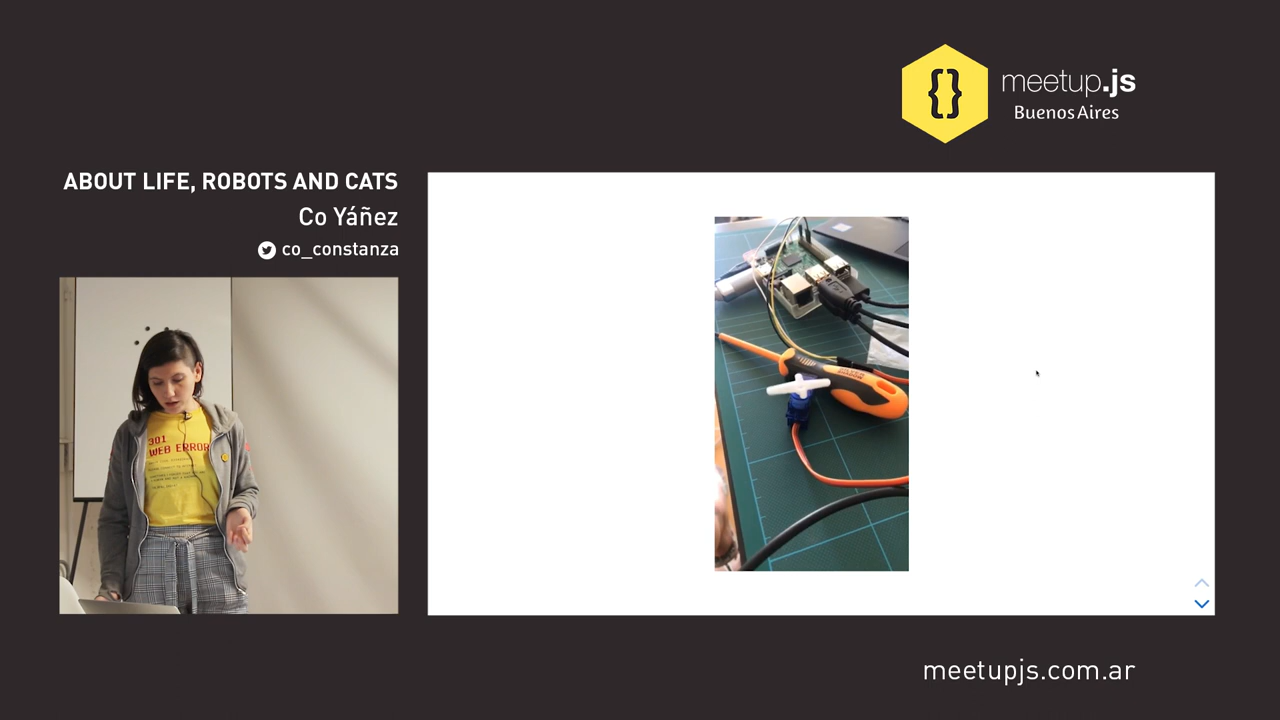 {}
meetup.js
Buenos Aires
ABOUT LIFE, ROBOTS AND CATS
Co Yáñez
co_constanza
301
WEB ERROR
meetupjs.com.ar